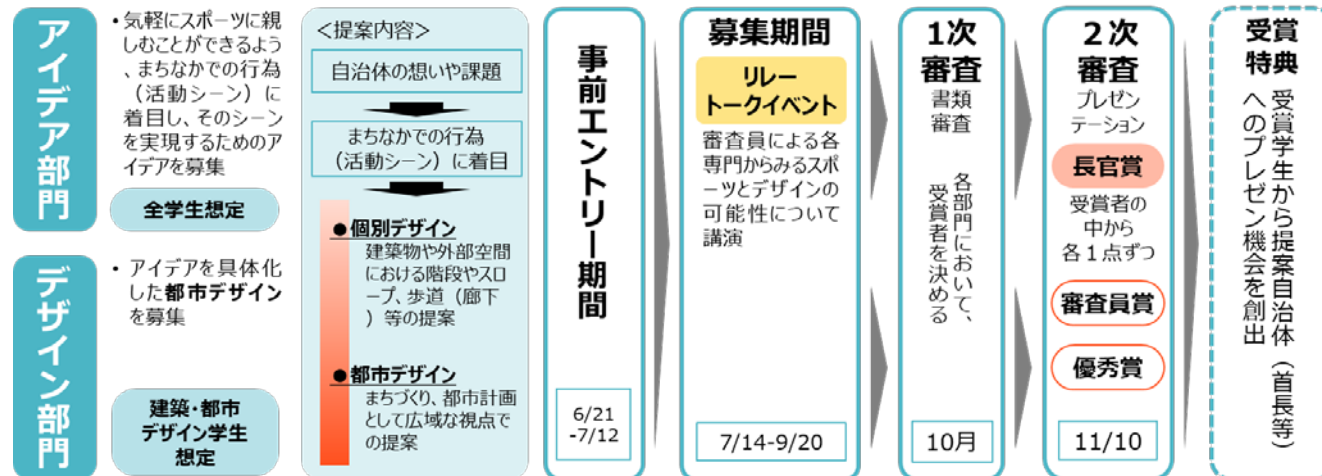 アイデア部門
・気軽にスポーツに親
しむことができるよう
、まちなかでの行為
（活動シーン）に
着目し、そのシーン
を実現するためのア
イデアを募集
全学生想定
デザイン部門
・アイデアを具体化
した都市デザイン
を募集
建築・都市
デザイン学生
想定
＜提案内容＞
自治体の想いや課題
まちなかでの行為
（活動シーン）に着目
●個別デザイン
建築物や外部空間
における階段やスロ
ープ、歩道（廊下
）等の提案
●都市デザイン
まちづくり、都市計画
として広域な視点で
の提案
事前エントリー期間
6/21
-7/12
募集期間
リレー
トークイベント
審査員による各
専門からみるスポ
ーツとデザインの
可能性について
講演
7/14-9/20
1次
審査
書類
審査
各部門において、
受賞者を決める
10月
２次
審査
プレゼン
テーション
長官賞
受賞者の
中から
各１点ずつ
審査員賞
優秀賞
11/10
受賞
特典
受賞学生から提案自治体（首長等）
へのプレゼン機会を創出